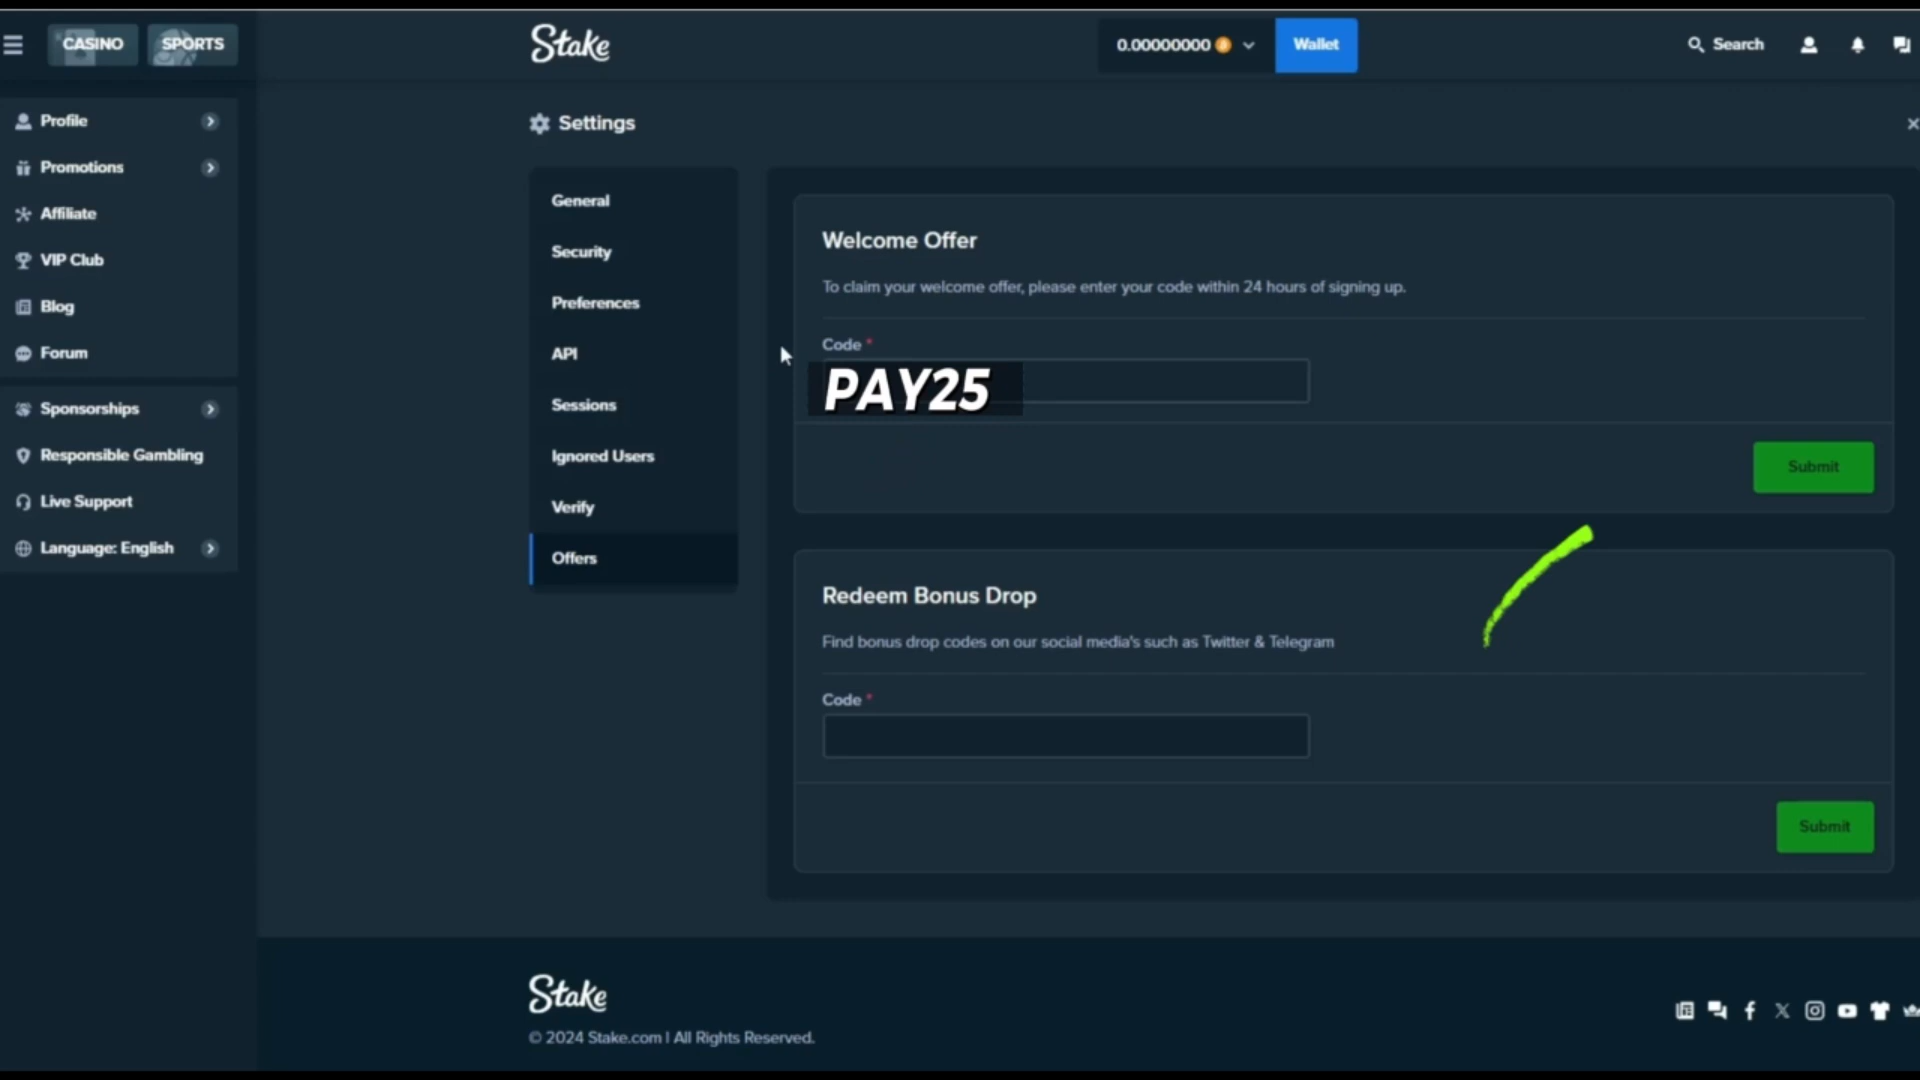 CASINO
SPORTS
Stake
0.00000000
Wallet
Search
Profile
Promotions
Affiliate
VIP Club
Blog
Forum
Sponsorships
Responsible Gambling
Live Support
Language: English
Settings
General
Security
Preferences
API
Sessions
Ignored Users
Verify
Offers
Welcome Offer
To claim your welcome offer, please enter your code within 24 hours of signing up.
Code *
PAY25
Submit
Redeem Bonus Drop
Find bonus drop codes on our social media's such as Twitter & Telegram
Code *
Submit
Stake
© 2024 Stake.com | All Rights Reserved.